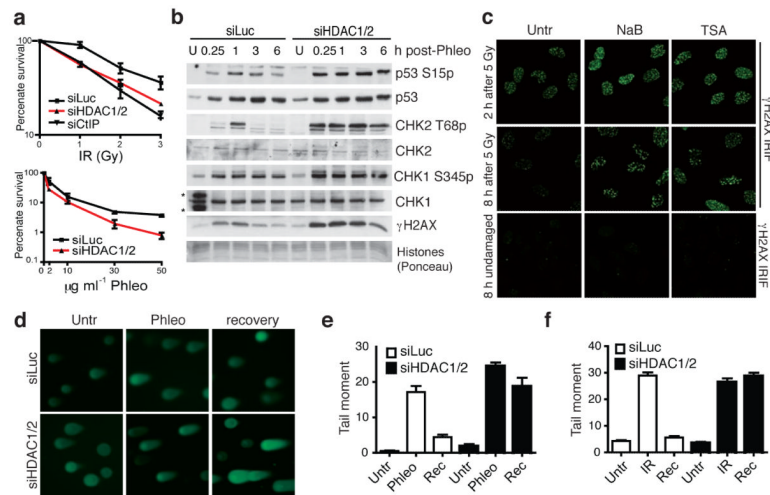 a
Percenate survival
100
10
0 1 2 3
IR (Gy)
siLuc
siHDAC1/2
siCtIP
Percenate survival
100
10
1
0.1
0 2 10 30 50
µg ml⁻¹ Phleo
siLuc
siHDAC1/2
b
siLuc siHDAC1/2
U 0.25 1 3 6 U 0.25 1 3 6 h post-Phleo
p53 S15p
p53
CHK2 T68p
CHK2
CHK1 S345p
* CHK1
*
γH2AX
Histones
(Ponceau)
c
Untr NaB TSA
2 h after 5 Gy
8 h after 5 Gy
γH2AX IRIF
8 h undamaged
γH2AX IRIF
d
Untr Phleo recovery
siLuc
siHDAC1/2
e
siLuc
siHDAC1/2
Tail moment
30
20
10
0
Untr Phleo Rec Untr Phleo Rec
f
siLuc
siHDAC1/2
Tail moment
40
30
20
10
0
Untr IR Rec Untr IR Rec